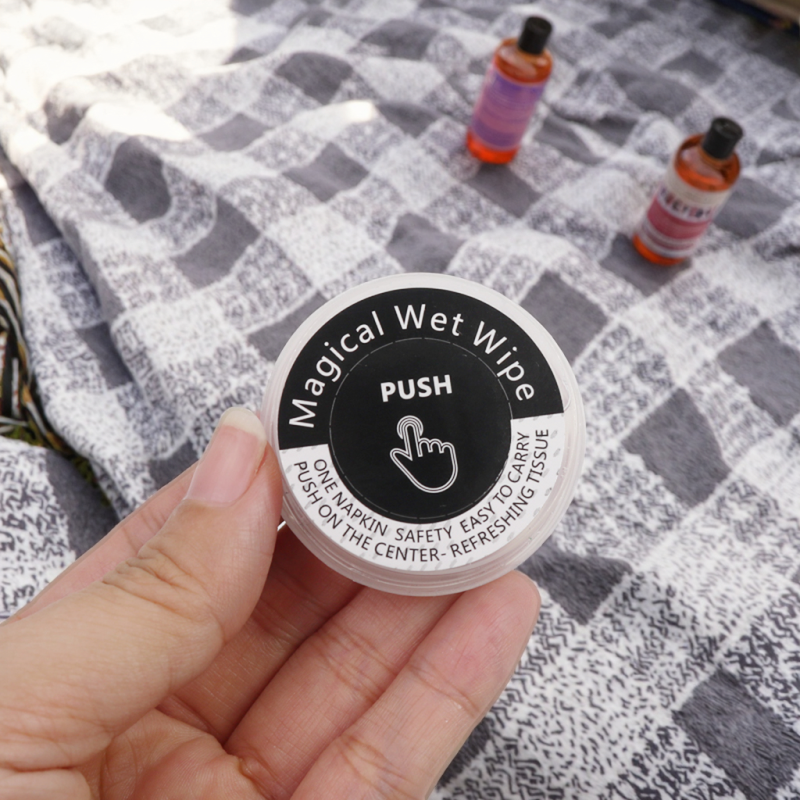 Magical Wet Wipe
PUSH
ONE NAPKIN SAFETY EASY TO CARRY
PUSH ON THE CENTER- REFRESHING TISSUE